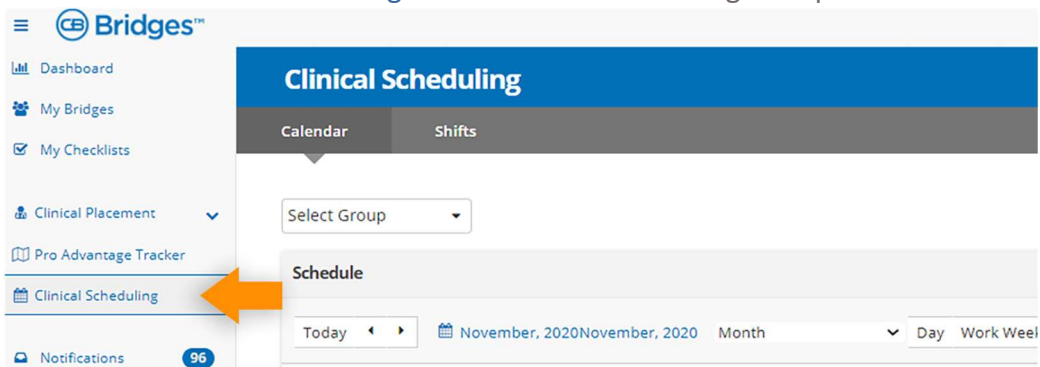 CB Bridges™
Dashboard
My Bridges
My Checklists
Clinical Placement
Pro Advantage Tracker
Clinical Scheduling
Notifications 96
Clinical Scheduling
Calendar Shifts
Select Group
Schedule
Today November, 2020November, 2020 Month Day Work Week